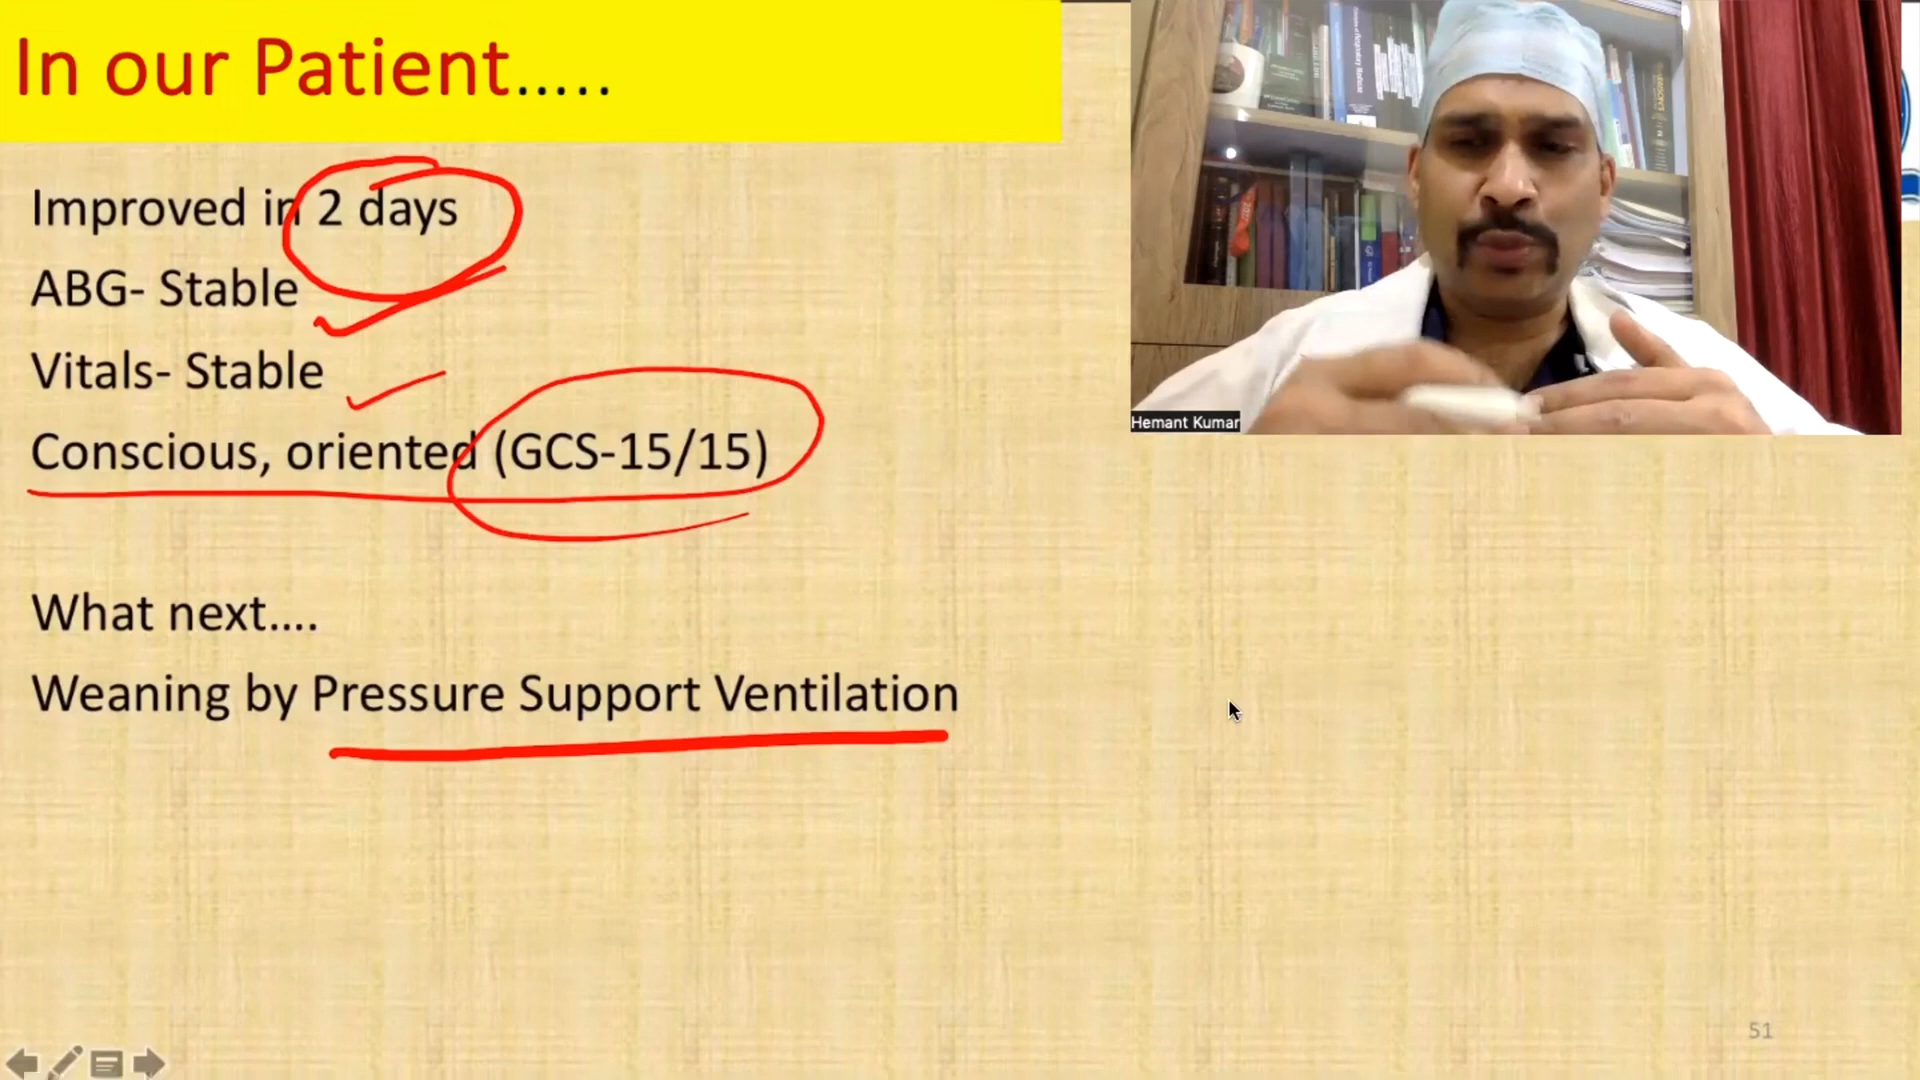 In our Patient.....
Improved in 2 days
ABG- Stable
Vitals- Stable
Conscious, oriented (GCS-15/15)
What next....
Weaning by Pressure Support Ventilation
Hemant Kumar
51